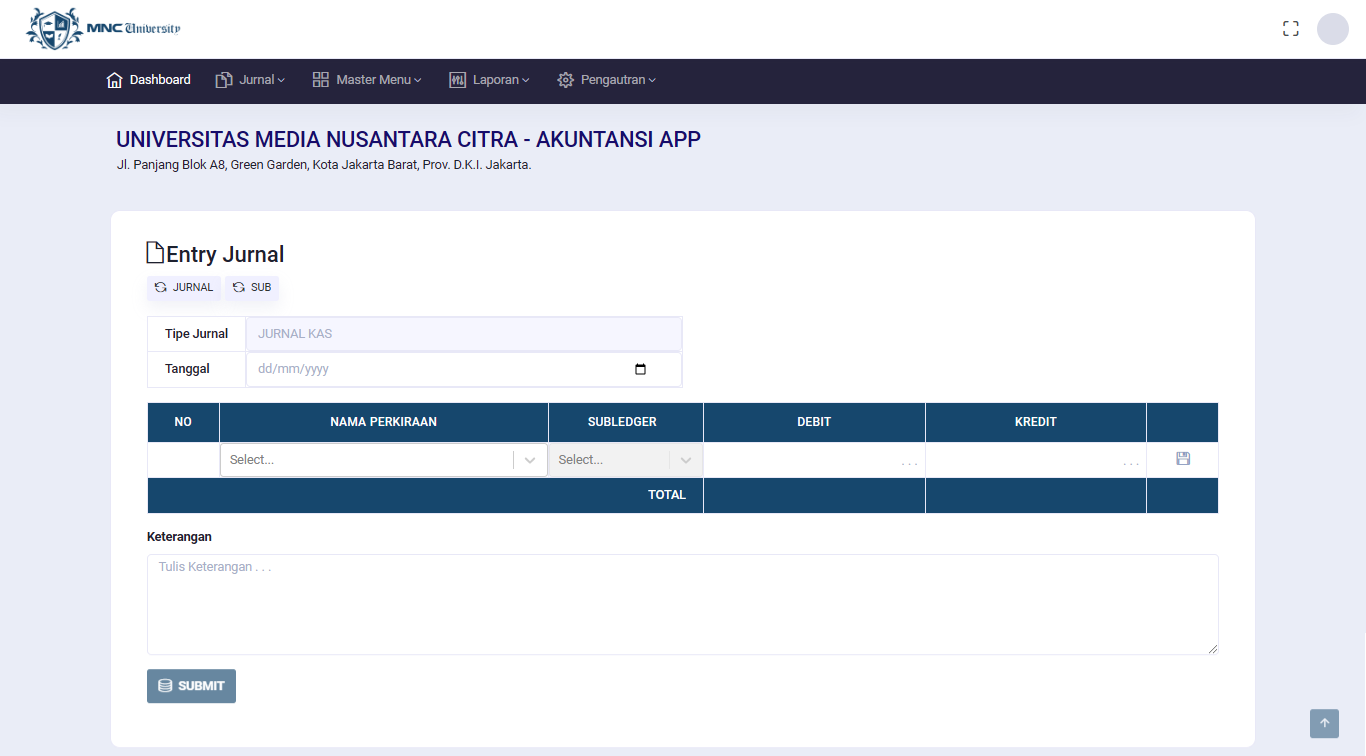 MNC University
Dashboard Jurnal Master Menu Laporan Pengautran
UNIVERSITAS MEDIA NUSANTARA CITRA - AKUNTANSI APP
Jl. Panjang Blok A8, Green Garden, Kota Jakarta Barat, Prov. D.K.I. Jakarta.
Entry Jurnal
JURNAL SUB
Tipe Jurnal JURNAL KAS
Tanggal dd/mm/yyyy
NO NAMA PERKIRAAN SUBLEDGER DEBIT KREDIT
Select... Select... . . . . . .
TOTAL
Keterangan
Tulis Keterangan . . .
SUBMIT